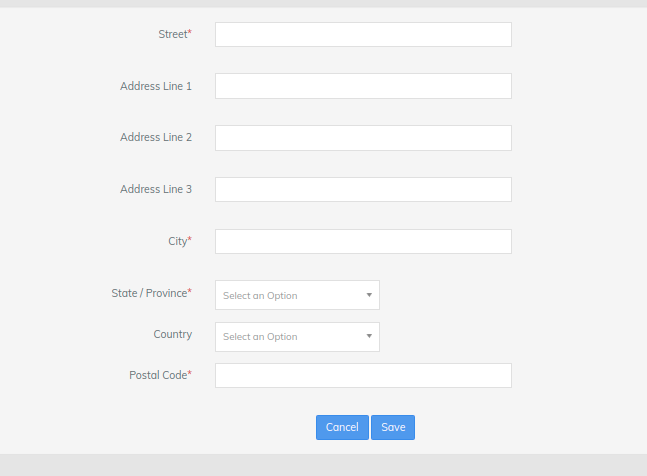 Street*
Address Line 1
Address Line 2
Address Line 3
City*
State / Province*
Select an Option
Country
Select an Option
Postal Code*
Cancel Save